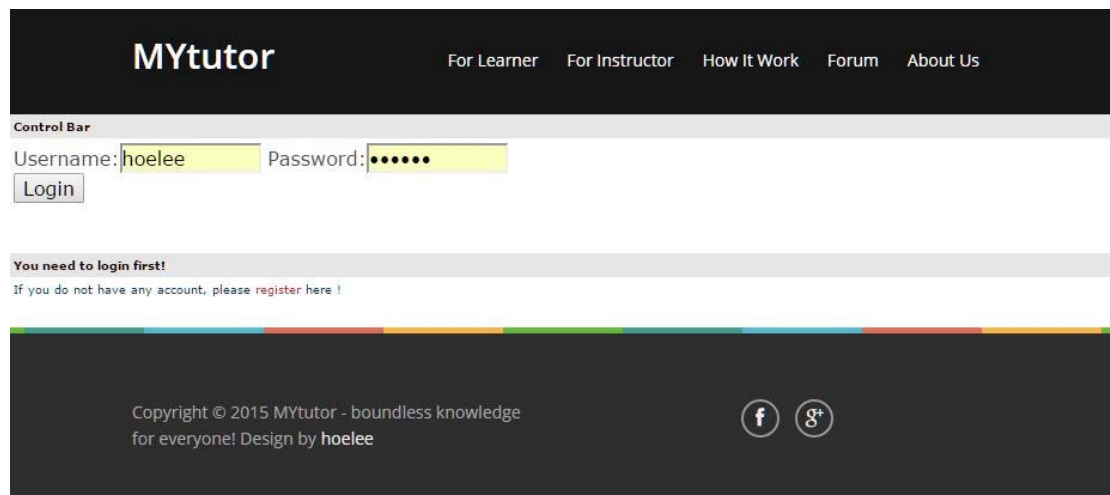 MYtutor
For Learner For Instructor How It Work Forum About Us
Control Bar
Username: hoelee Password: ••••••
Login
You need to login first!
If you do not have any account, please register here !
Copyright © 2015 MYtutor - boundless knowledge
for everyone! Design by hoelee
f g+